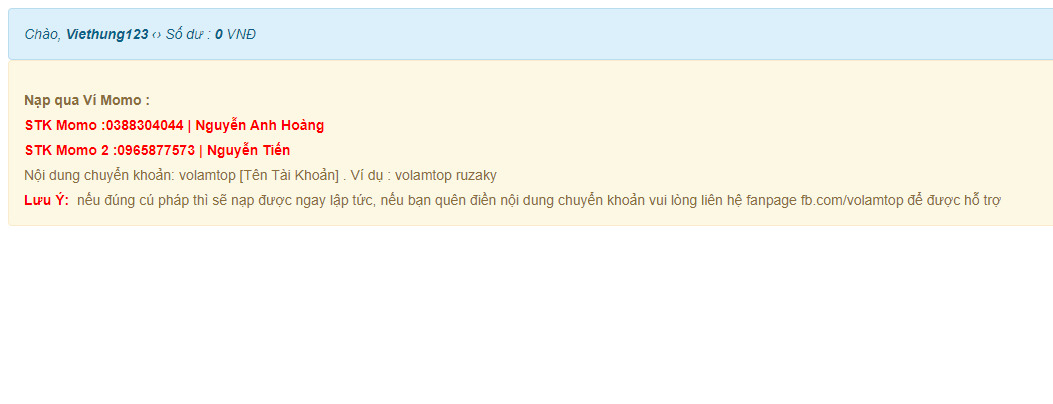 Chào, Viethung123 ‹› Số dư : 0 VNĐ
Nạp qua Ví Momo :
STK Momo :0388304044 | Nguyễn Anh Hoàng
STK Momo 2 :0965877573 | Nguyễn Tiến
Nội dung chuyển khoản: volamtop [Tên Tài Khoản] . Ví dụ : volamtop ruzaky
Lưu Ý: nếu đúng cú pháp thì sẽ nạp được ngay lập tức, nếu bạn quên điền nội dung chuyển khoản vui lòng liên hệ fanpage fb.com/volamtop để được hỗ trợ